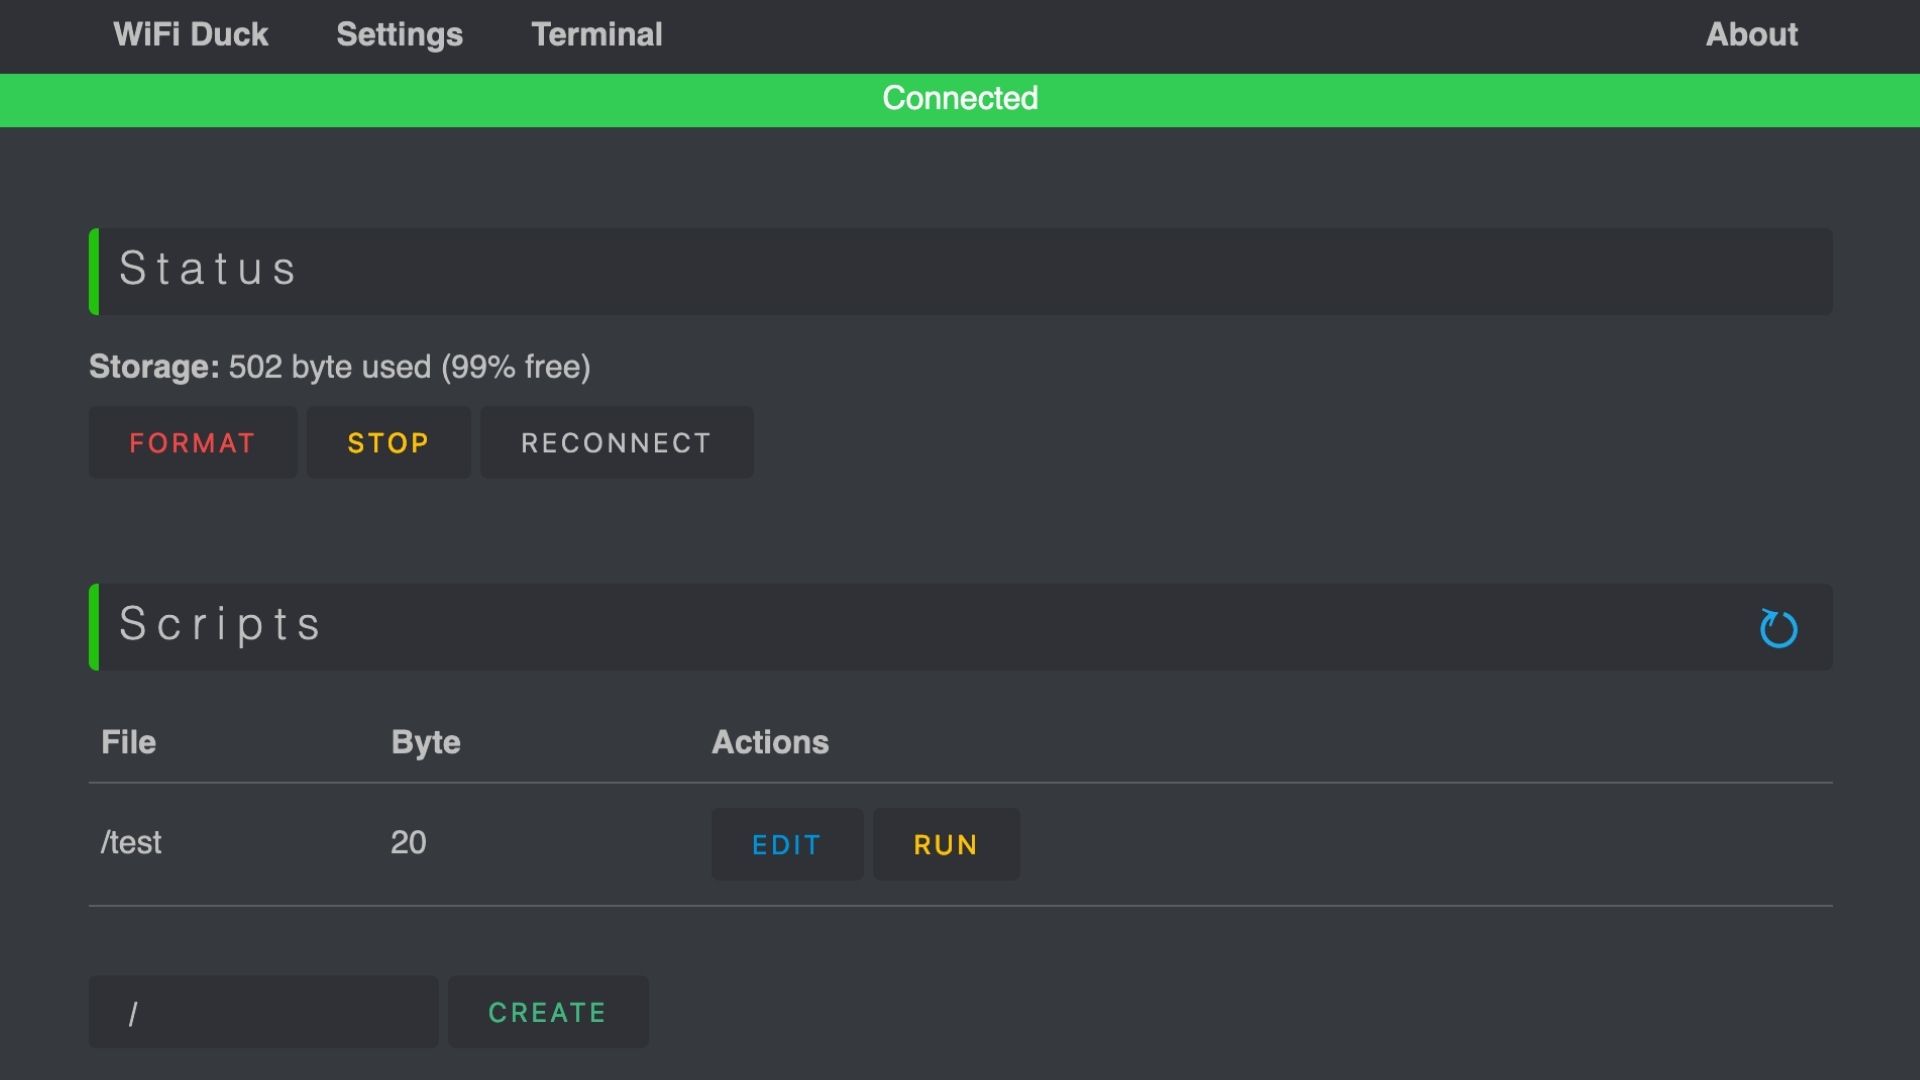 WiFi Duck Settings Terminal About
Connected
Status
Storage: 502 byte used (99% free)
FORMAT STOP RECONNECT
Scripts
File Byte Actions
/test 20 EDIT RUN
/ CREATE